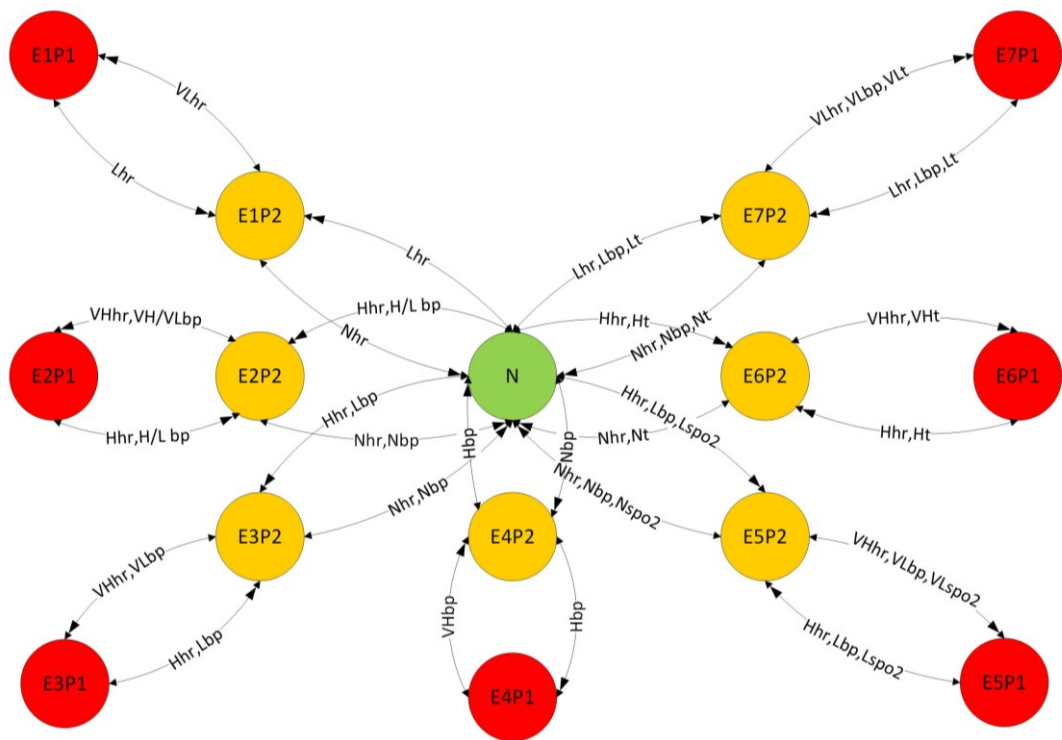 E1P1
E7P1
VLhr
VLhr,VLbp,VLt
Lhr
Lhr,Lbp,Lt
E1P2
E7P2
Lhr
Lhr,Lbp,Lt
Hhr,H/L bp
Hhr,Ht
VHhr,VH/VLbp
VHhr,VHt
Nhr
Nhr,Nbp,Nt
E2P1
E2P2
N
E6P2
E6P1
Hhr,Lbp
Hhr,Lbp,Lspo2
Hhr,H/L bp
Nhr,Nbp
Hbp
Nbp
Nhr,Nt
Hhr,Ht
Nhr,Nbp
Nhr,Nbp,Nspo2
E3P2
E4P2
E5P2
VHhr,VLbp
VHhr,VLbp,VLspo2
VHbp
Hbp
Hhr,Lbp
Hhr,Lbp,Lspo2
E3P1
E4P1
E5P1